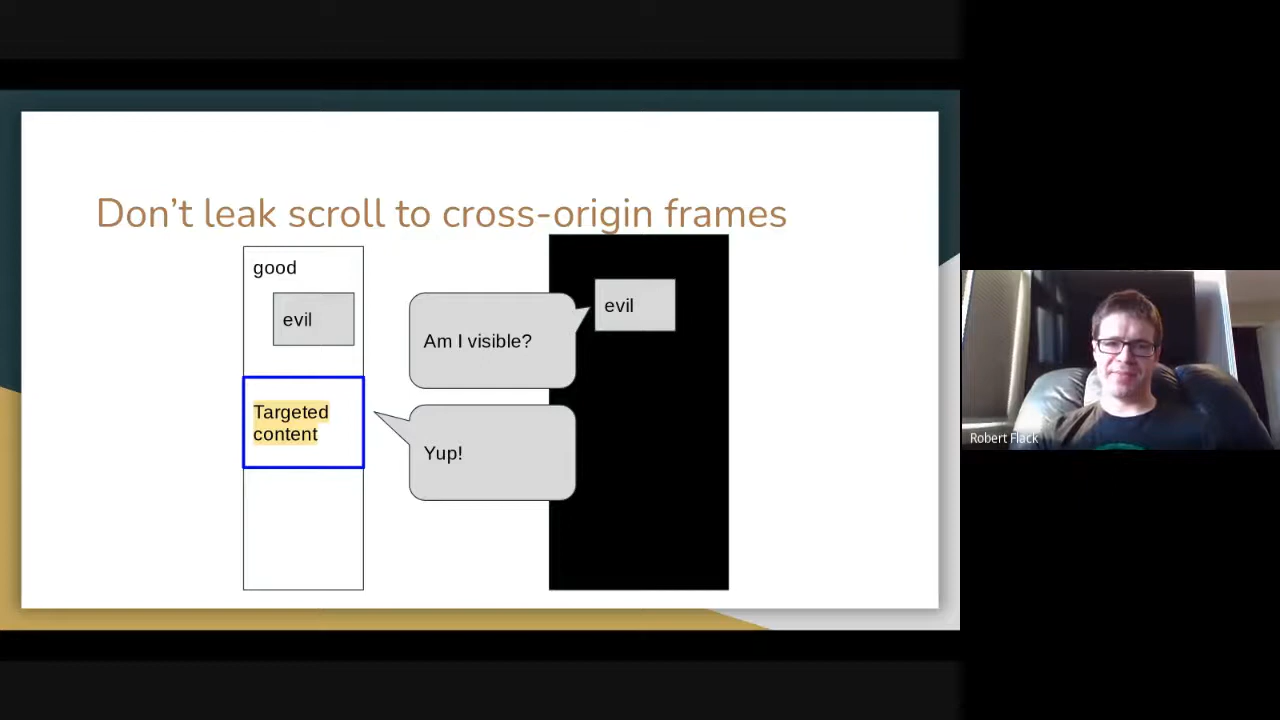 Don’t leak scroll to cross-origin frames
good
evil
Targeted
content
Am I visible?
Yup!
evil
Robert Flack